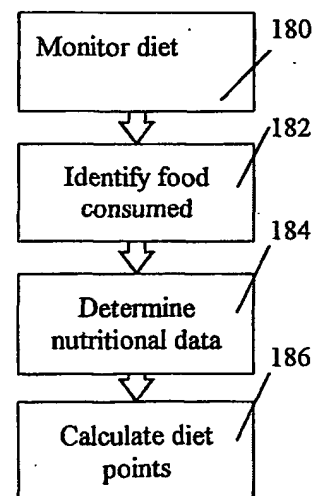 180
Monitor diet
182
Identify food
consumed
184
Determine
nutritional data
186
Calculate diet
points